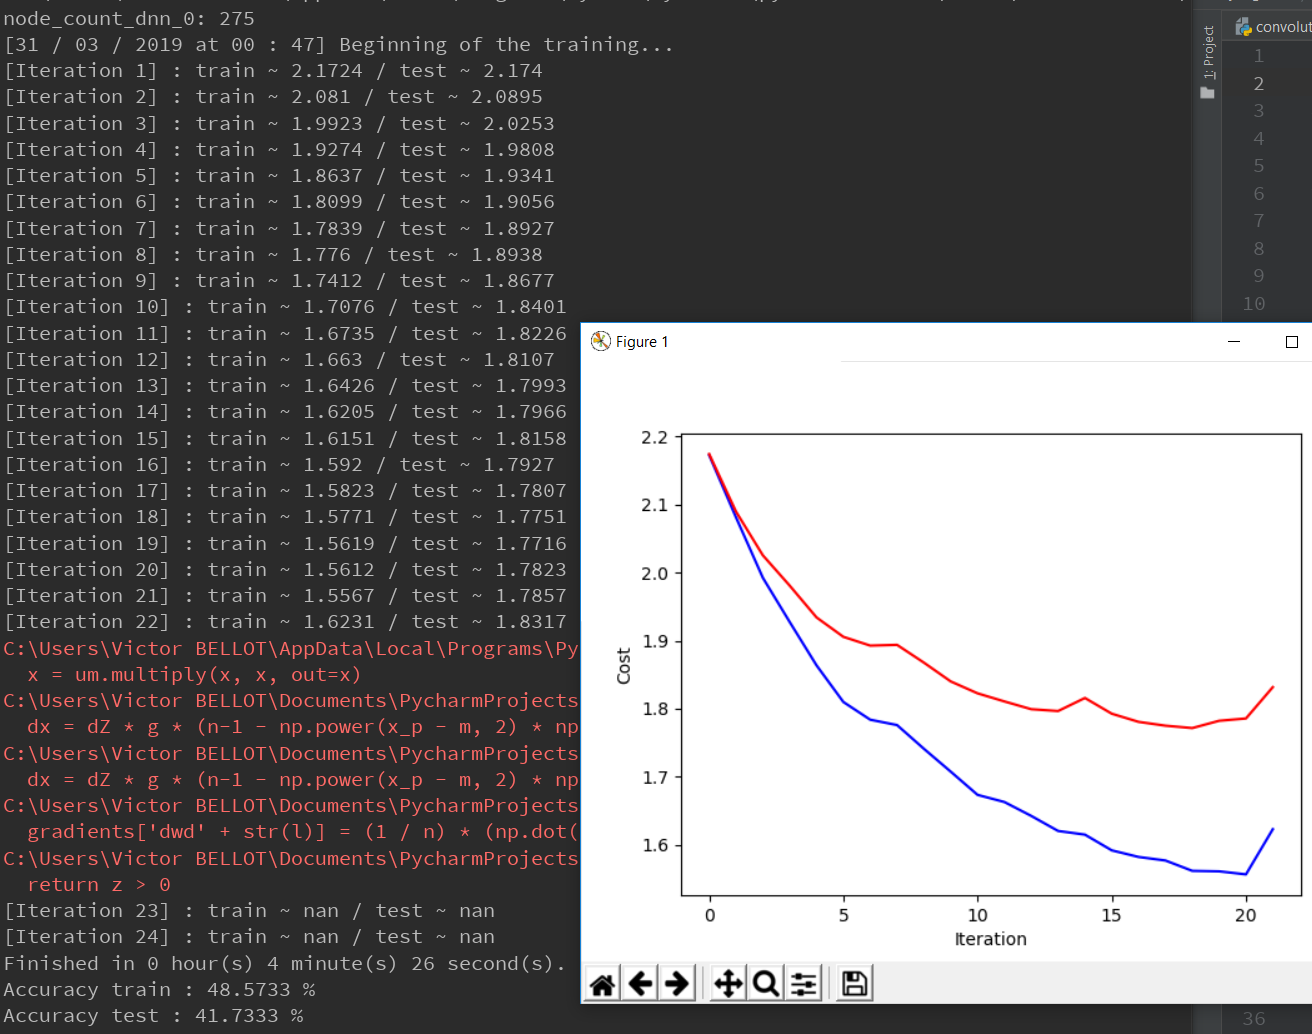 node_count_dnn_0: 275
[31 / 03 / 2019 at 00 : 47] Beginning of the training...
[Iteration 1] : train ~ 2.1724 / test ~ 2.174
[Iteration 2] : train ~ 2.081 / test ~ 2.0895
[Iteration 3] : train ~ 1.9923 / test ~ 2.0253
[Iteration 4] : train ~ 1.9274 / test ~ 1.9808
[Iteration 5] : train ~ 1.8637 / test ~ 1.9341
[Iteration 6] : train ~ 1.8099 / test ~ 1.9056
[Iteration 7] : train ~ 1.7839 / test ~ 1.8927
[Iteration 8] : train ~ 1.776 / test ~ 1.8938
[Iteration 9] : train ~ 1.7412 / test ~ 1.8677
[Iteration 10] : train ~ 1.7076 / test ~ 1.8401
[Iteration 11] : train ~ 1.6735 / test ~ 1.8226
[Iteration 12] : train ~ 1.663 / test ~ 1.8107
[Iteration 13] : train ~ 1.6426 / test ~ 1.7993
[Iteration 14] : train ~ 1.6205 / test ~ 1.7966
[Iteration 15] : train ~ 1.6151 / test ~ 1.8158
[Iteration 16] : train ~ 1.592 / test ~ 1.7927
[Iteration 17] : train ~ 1.5823 / test ~ 1.7807
[Iteration 18] : train ~ 1.5771 / test ~ 1.7751
[Iteration 19] : train ~ 1.5619 / test ~ 1.7716
[Iteration 20] : train ~ 1.5612 / test ~ 1.7823
[Iteration 21] : train ~ 1.5567 / test ~ 1.7857
[Iteration 22] : train ~ 1.6231 / test ~ 1.8317
C:\Users\Victor BELLOT\AppData\Local\Programs\Py
x = um.multiply(x, x, out=x)
C:\Users\Victor BELLOT\Documents\PycharmProjects
dx = dZ * g * (n-1 - np.power(x_p - m, 2) * np
C:\Users\Victor BELLOT\Documents\PycharmProjects
dx = dZ * g * (n-1 - np.power(x_p - m, 2) * np
C:\Users\Victor BELLOT\Documents\PycharmProjects
gradients['dwd' + str(l)] = (1 / n) * (np.dot(
C:\Users\Victor BELLOT\Documents\PycharmProjects
return z > 0
[Iteration 23] : train ~ nan / test ~ nan
[Iteration 24] : train ~ nan / test ~ nan
Finished in 0 hour(s) 4 minute(s) 26 second(s).
Accuracy train : 48.5733 %
Accuracy test : 41.7333 %
1: Project
convolut
1
2
3
4
5
6
7
8
9
10
36
Figure 1
2.2
2.1
2.0
1.9
1.8
1.7
1.6
Cost
0 5 10 15 20
Iteration